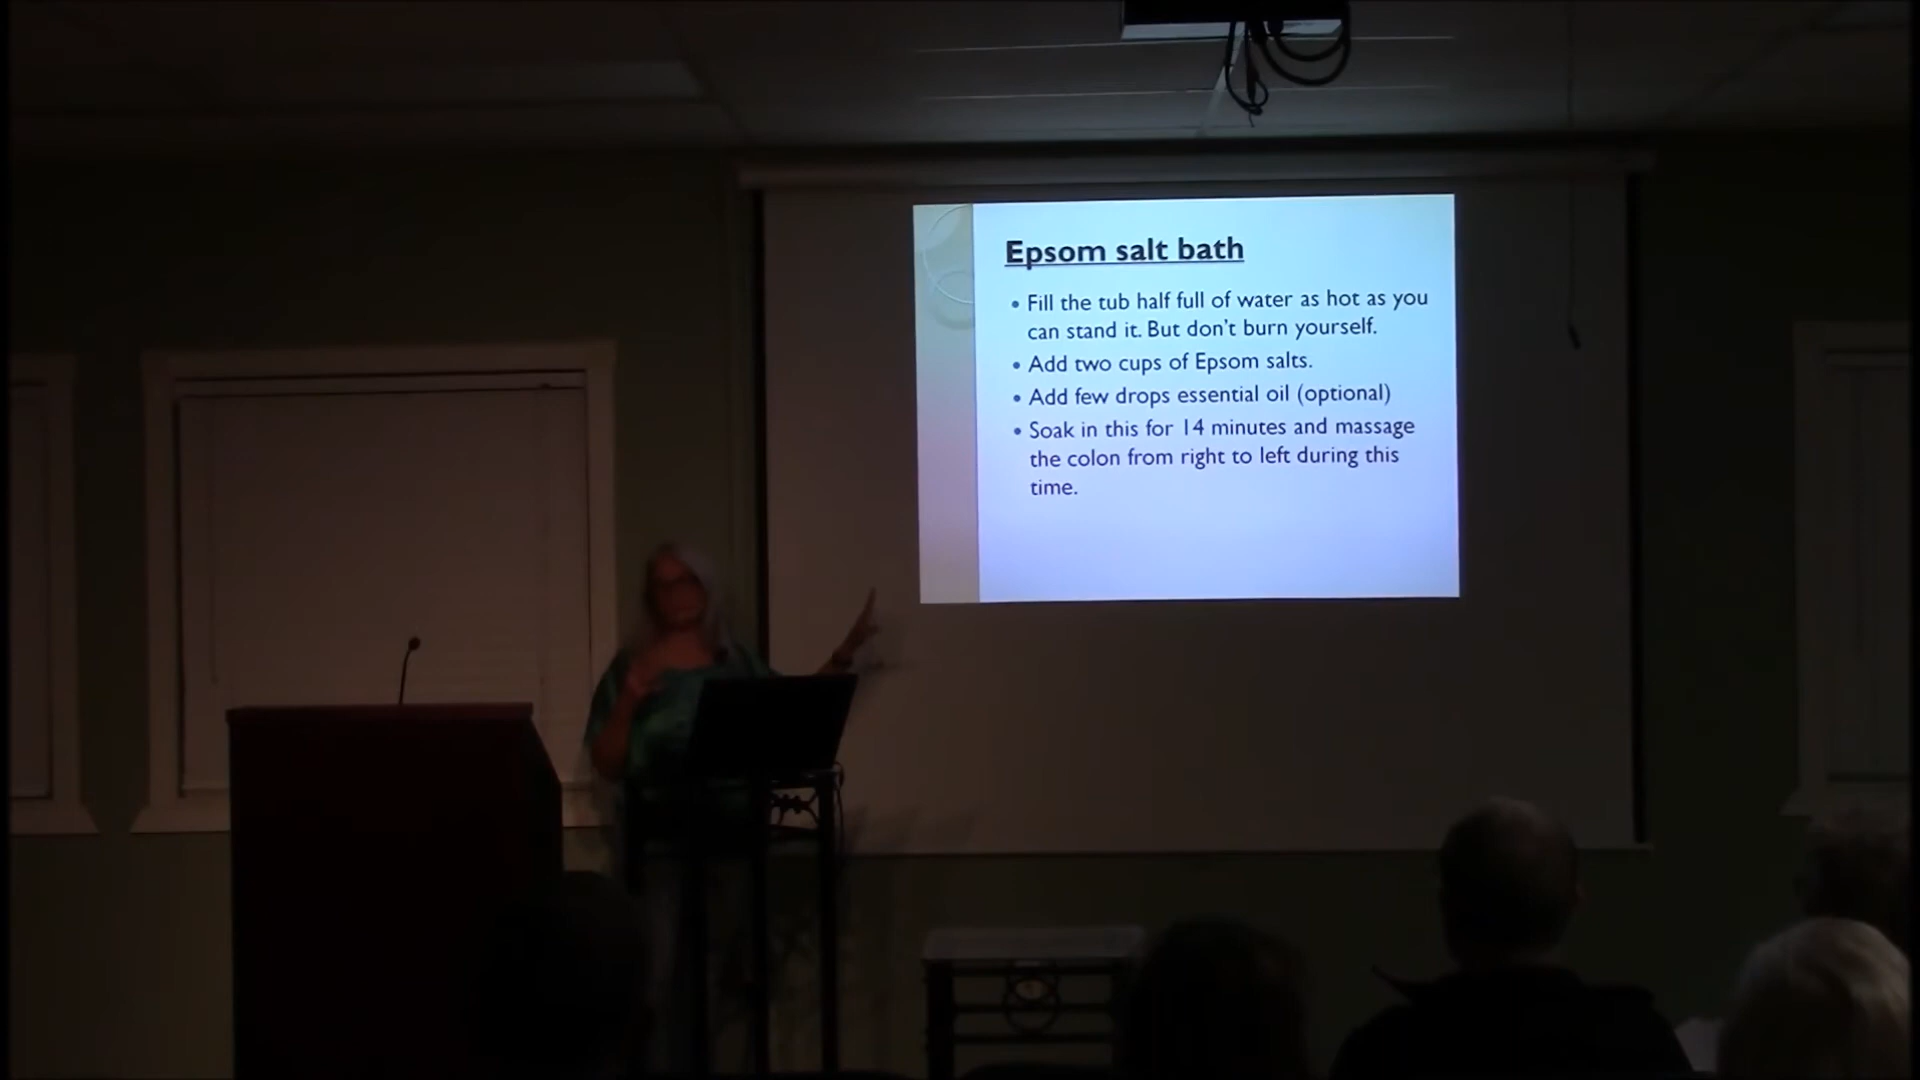 Epsom salt bath
• Fill the tub half full of water as hot as you
can stand it. But don't burn yourself.
• Add two cups of Epsom salts.
• Add few drops essential oil (optional)
• Soak in this for 14 minutes and massage
the colon from right to left during this
time.